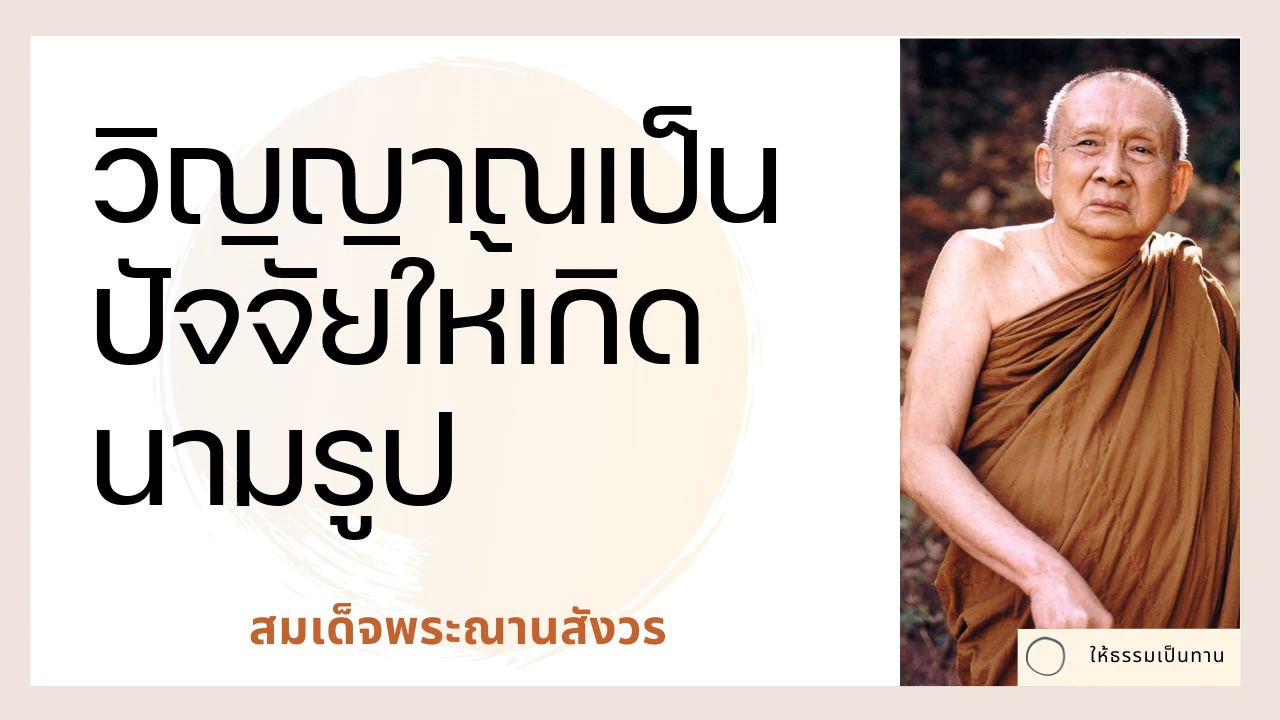 วิญญาณเป็น
ปัจจัยให้เกิด
นามรูป
สมเด็จพระณานสังวร
ให้ธรรมเป็นทาน